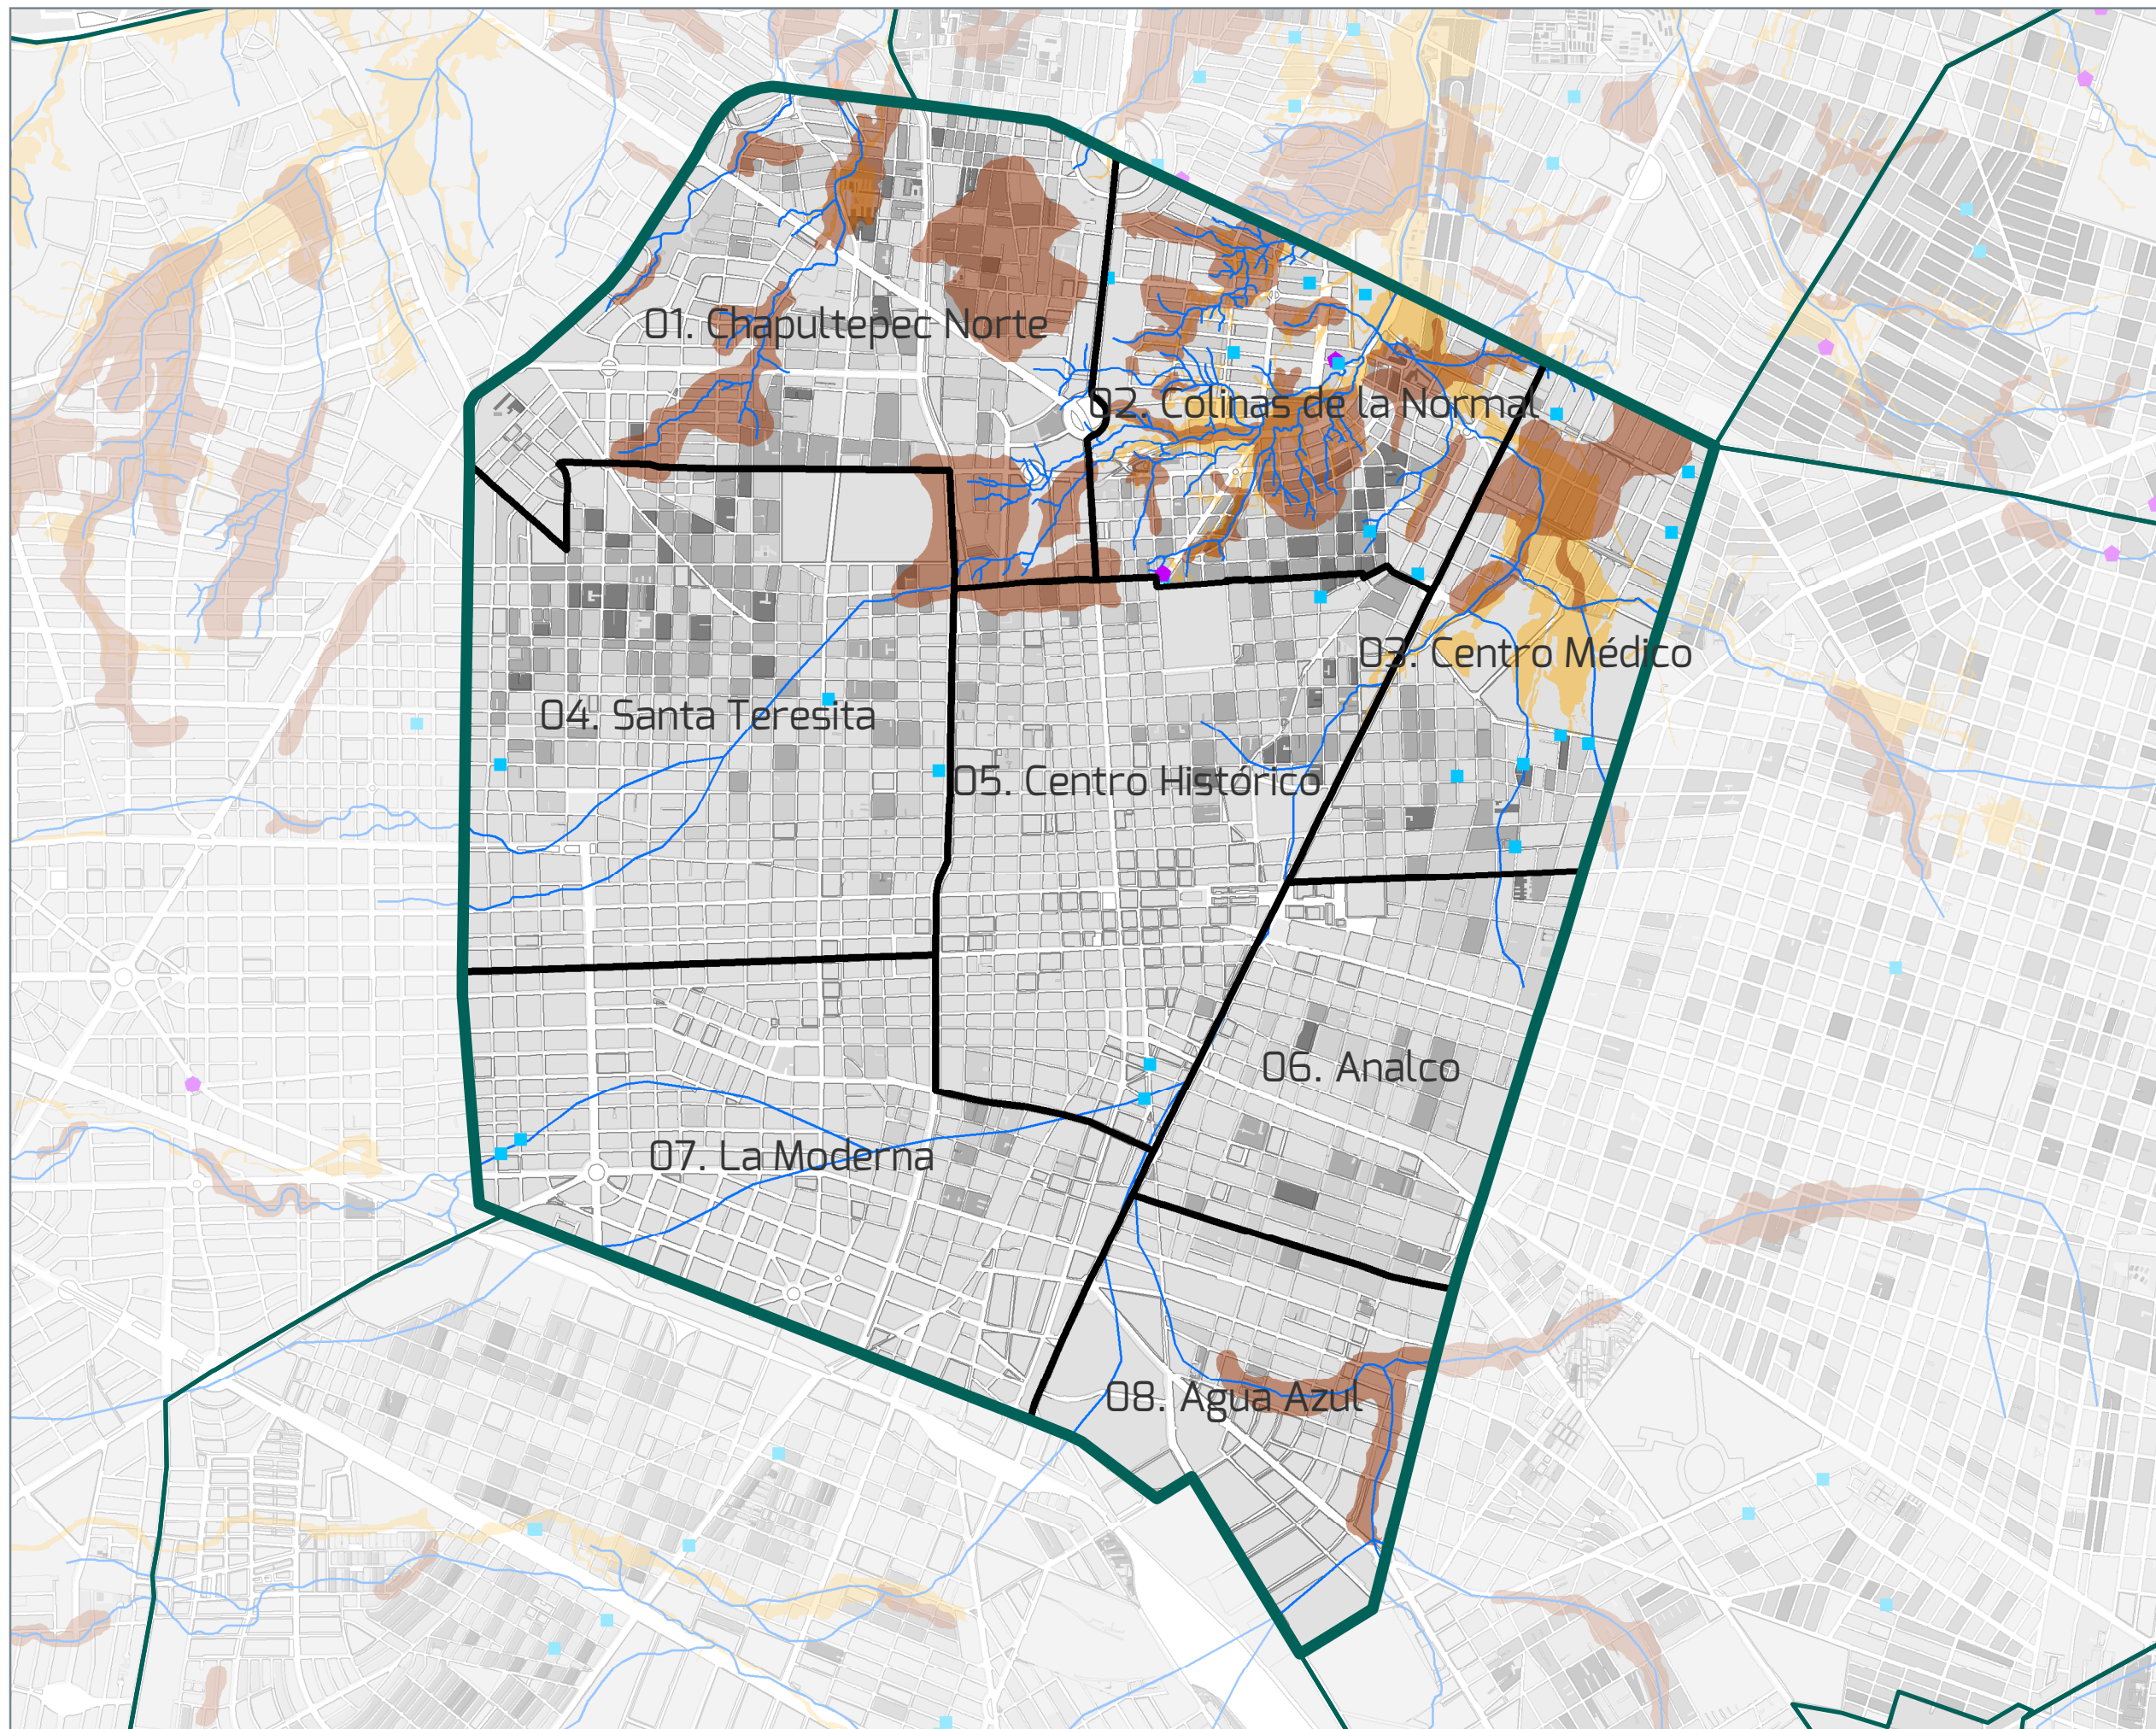 01. Chapultepec Norte
02. Colinas de la Normal
03. Centro Médico
04. Santa Teresita
05. Centro Histórico
06. Analco
07. La Moderna
08. Agua Azul